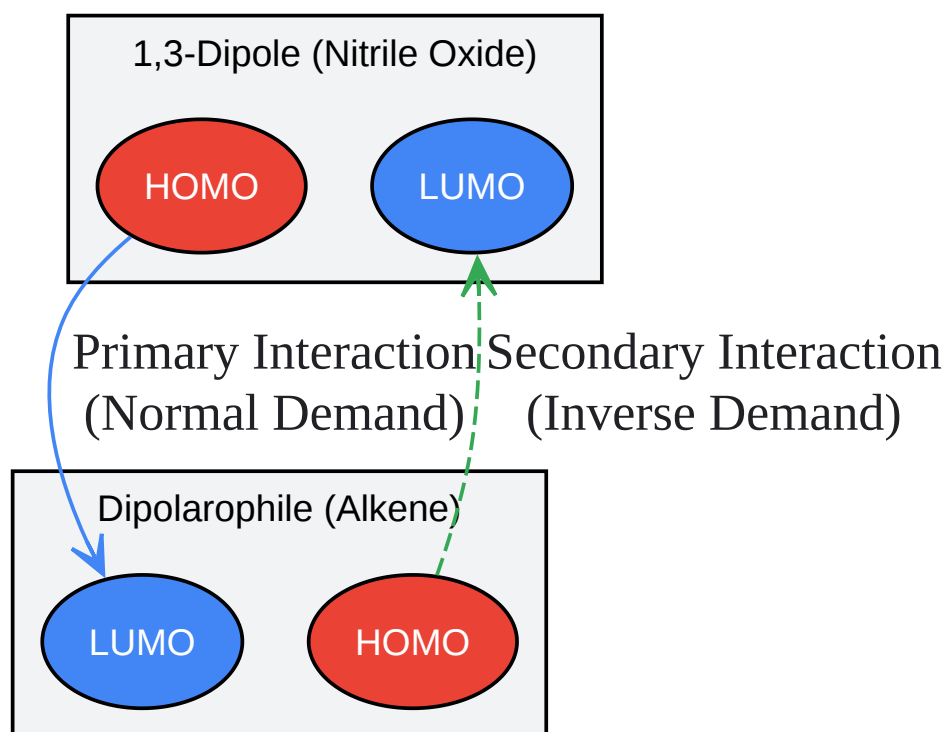 1,3-Dipole (Nitrile Oxide)
HOMO
LUMO
Primary Interaction
(Normal Demand)
Secondary Interaction
(Inverse Demand)
Dipolarophile (Alkene)
LUMO
HOMO